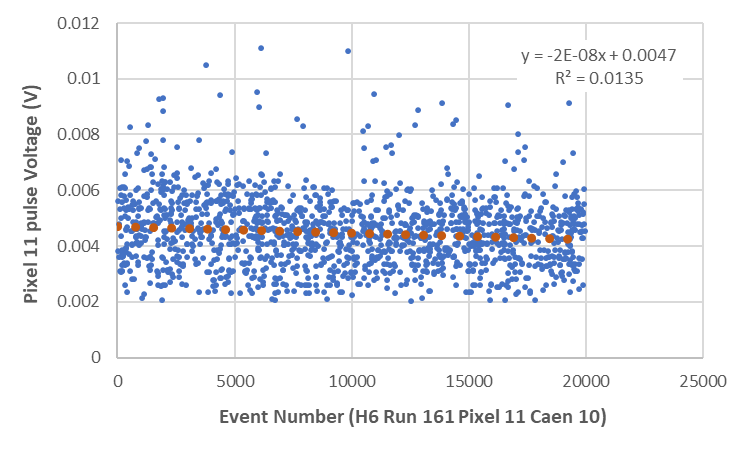 0.012
y = -2E-08x + 0.0047
R² = 0.0135
0.01
0.008
0.006
0.004
0.002
0
Pixel 11 pulse Voltage (V)
0 5000 10000 15000 20000 25000
Event Number (H6 Run 161 Pixel 11 Caen 10)